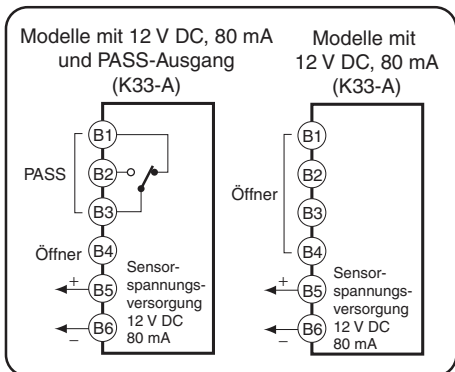 Modelle mit 12 V DC, 80 mA
und PASS-Ausgang
(K33-A)
B1
PASS
B2
B3
Öffner
B4
+
B5
–
B6
Sensor-
spannungs-
versorgung
12 V DC
80 mA
Modelle mit
12 V DC, 80 mA
(K33-A)
B1
B2
Öffner
B3
B4
+
B5
–
B6
Sensor-
spannungs-
versorgung
12 V DC
80 mA